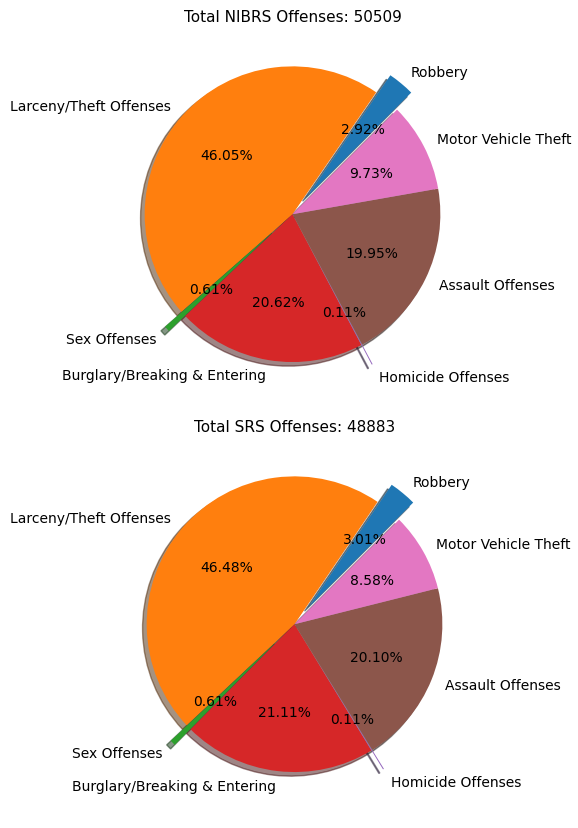 Total NIBRS Offenses: 50509
Robbery
Larceny/Theft Offenses
2.92%
Motor Vehicle Theft
46.05%
9.73%
19.95%
Assault Offenses
0.61%
20.62%
0.11%
Sex Offenses
Burglary/Breaking & Entering
Homicide Offenses
Total SRS Offenses: 48883
Robbery
Larceny/Theft Offenses
3.01%
Motor Vehicle Theft
46.48%
8.58%
20.10%
Assault Offenses
0.61%
21.11%
0.11%
Sex Offenses
Homicide Offenses
Burglary/Breaking & Entering